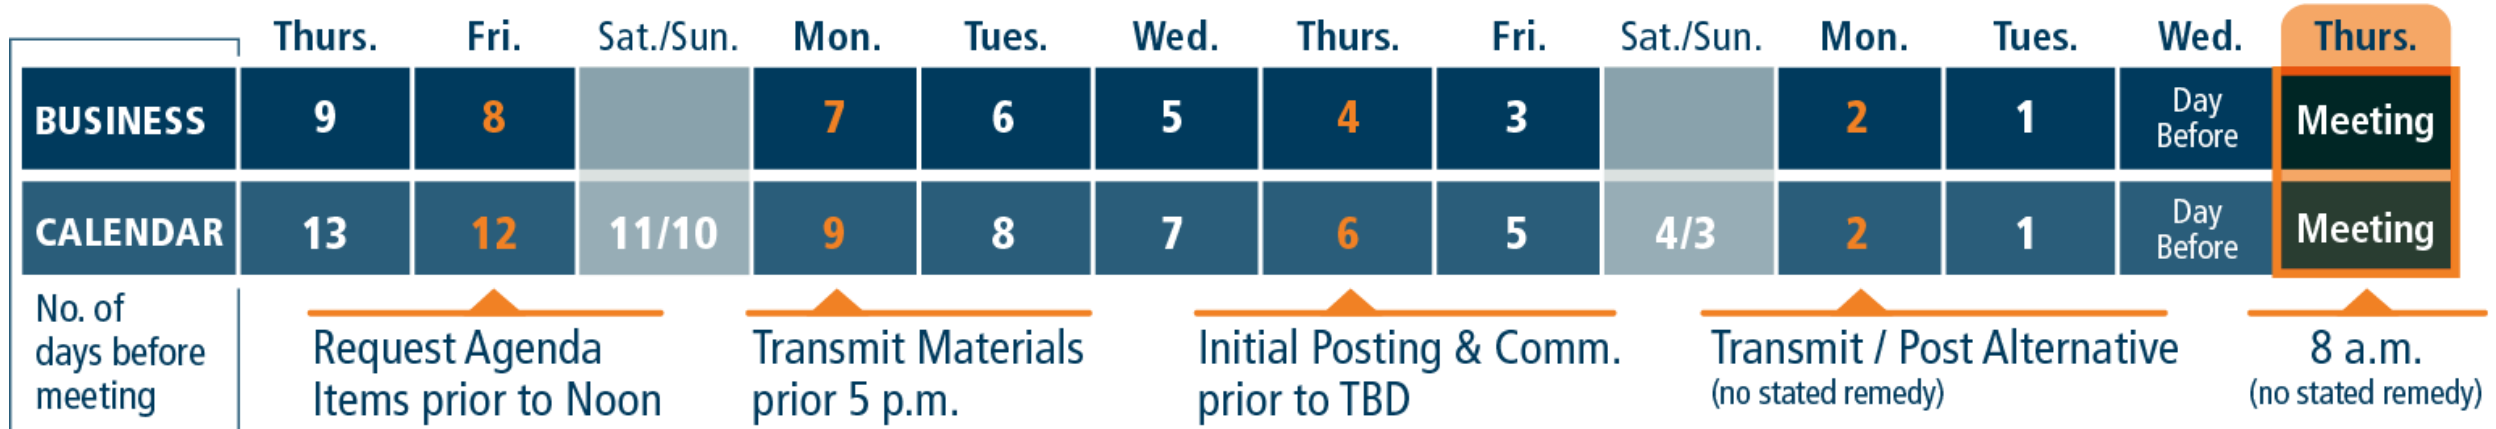 Thurs. Fri. Sat./Sun. Mon. Tues. Wed. Thurs. Fri. Sat./Sun. Mon. Tues. Wed. Thurs.
BUSINESS 9 8 7 6 5 4 3 2 1 Day Before Meeting
CALENDAR 13 12 11/10 9 8 7 6 5 4/3 2 1 Day Before Meeting
No. of
days before
meeting
Request Agenda
Items prior to Noon
Transmit Materials
prior 5 p.m.
Initial Posting & Comm.
prior to TBD
Transmit / Post Alternative
(no stated remedy)
8 a.m.
(no stated remedy)